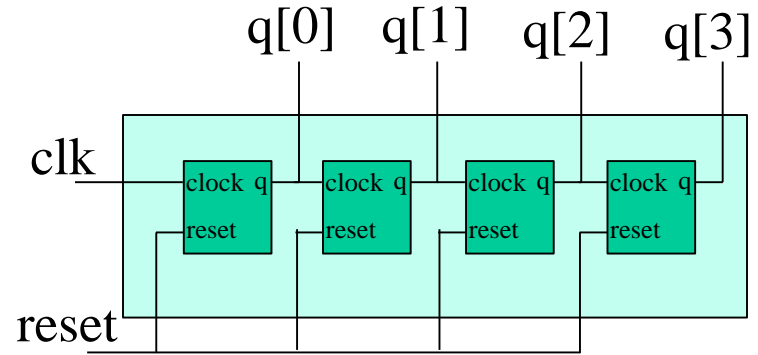 q[0] q[1] q[2] q[3]
clk
clock q clock q clock q clock q
reset reset reset reset
reset